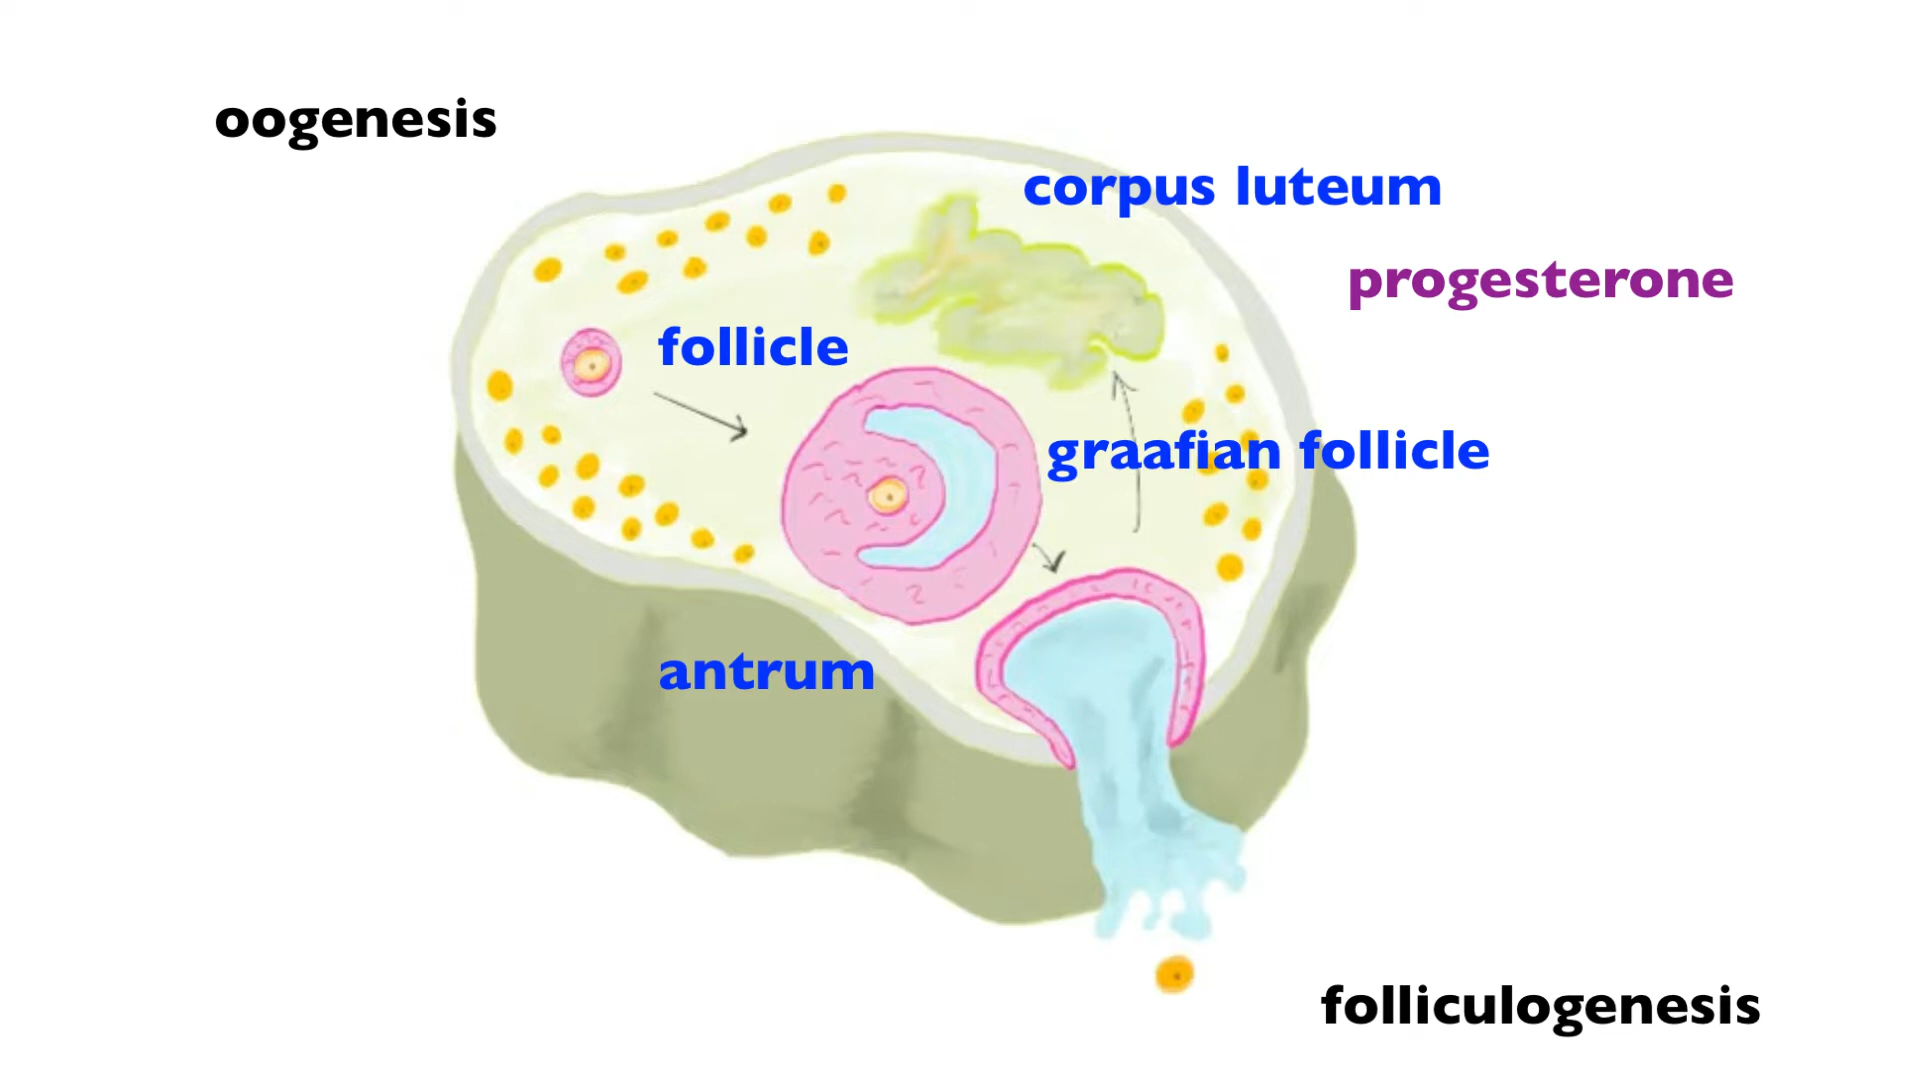 oogenesis
corpus luteum
progesterone
follicle
graafian follicle
antrum
folliculogenesis